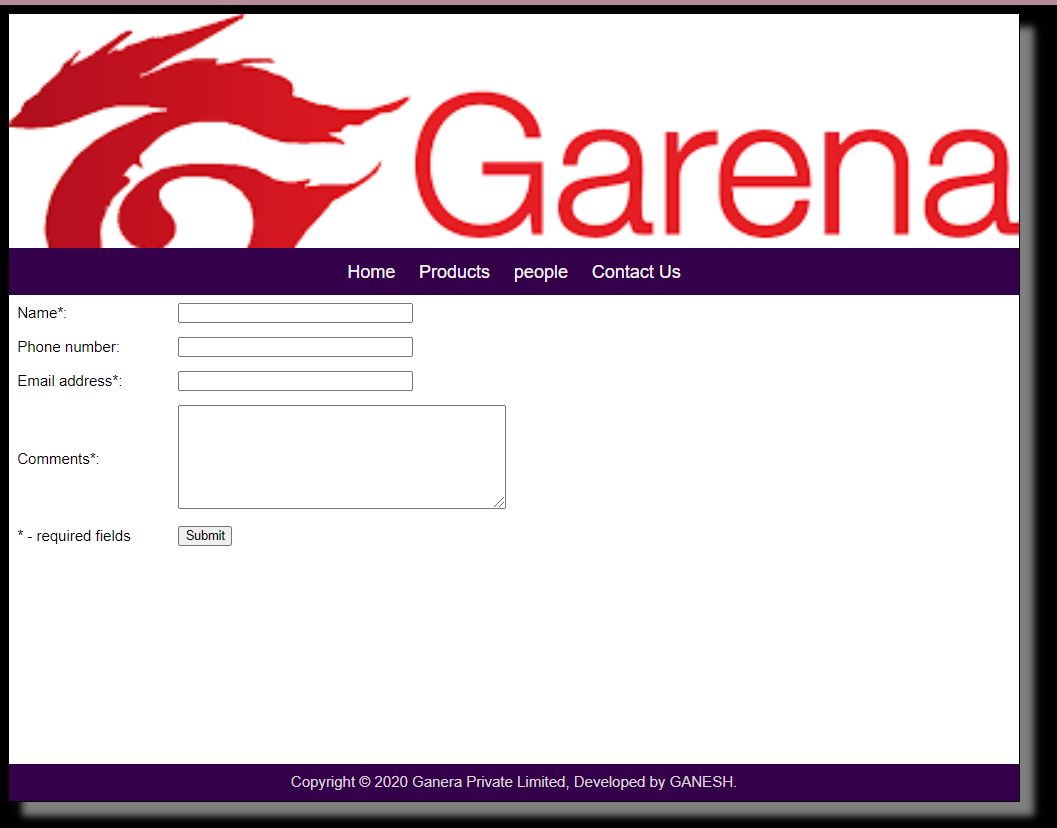 Garena
Home Products people Contact Us
Name*:
Phone number:
Email address*:
Comments*:
* - required fields Submit
Copyright © 2020 Ganera Private Limited, Developed by GANESH.